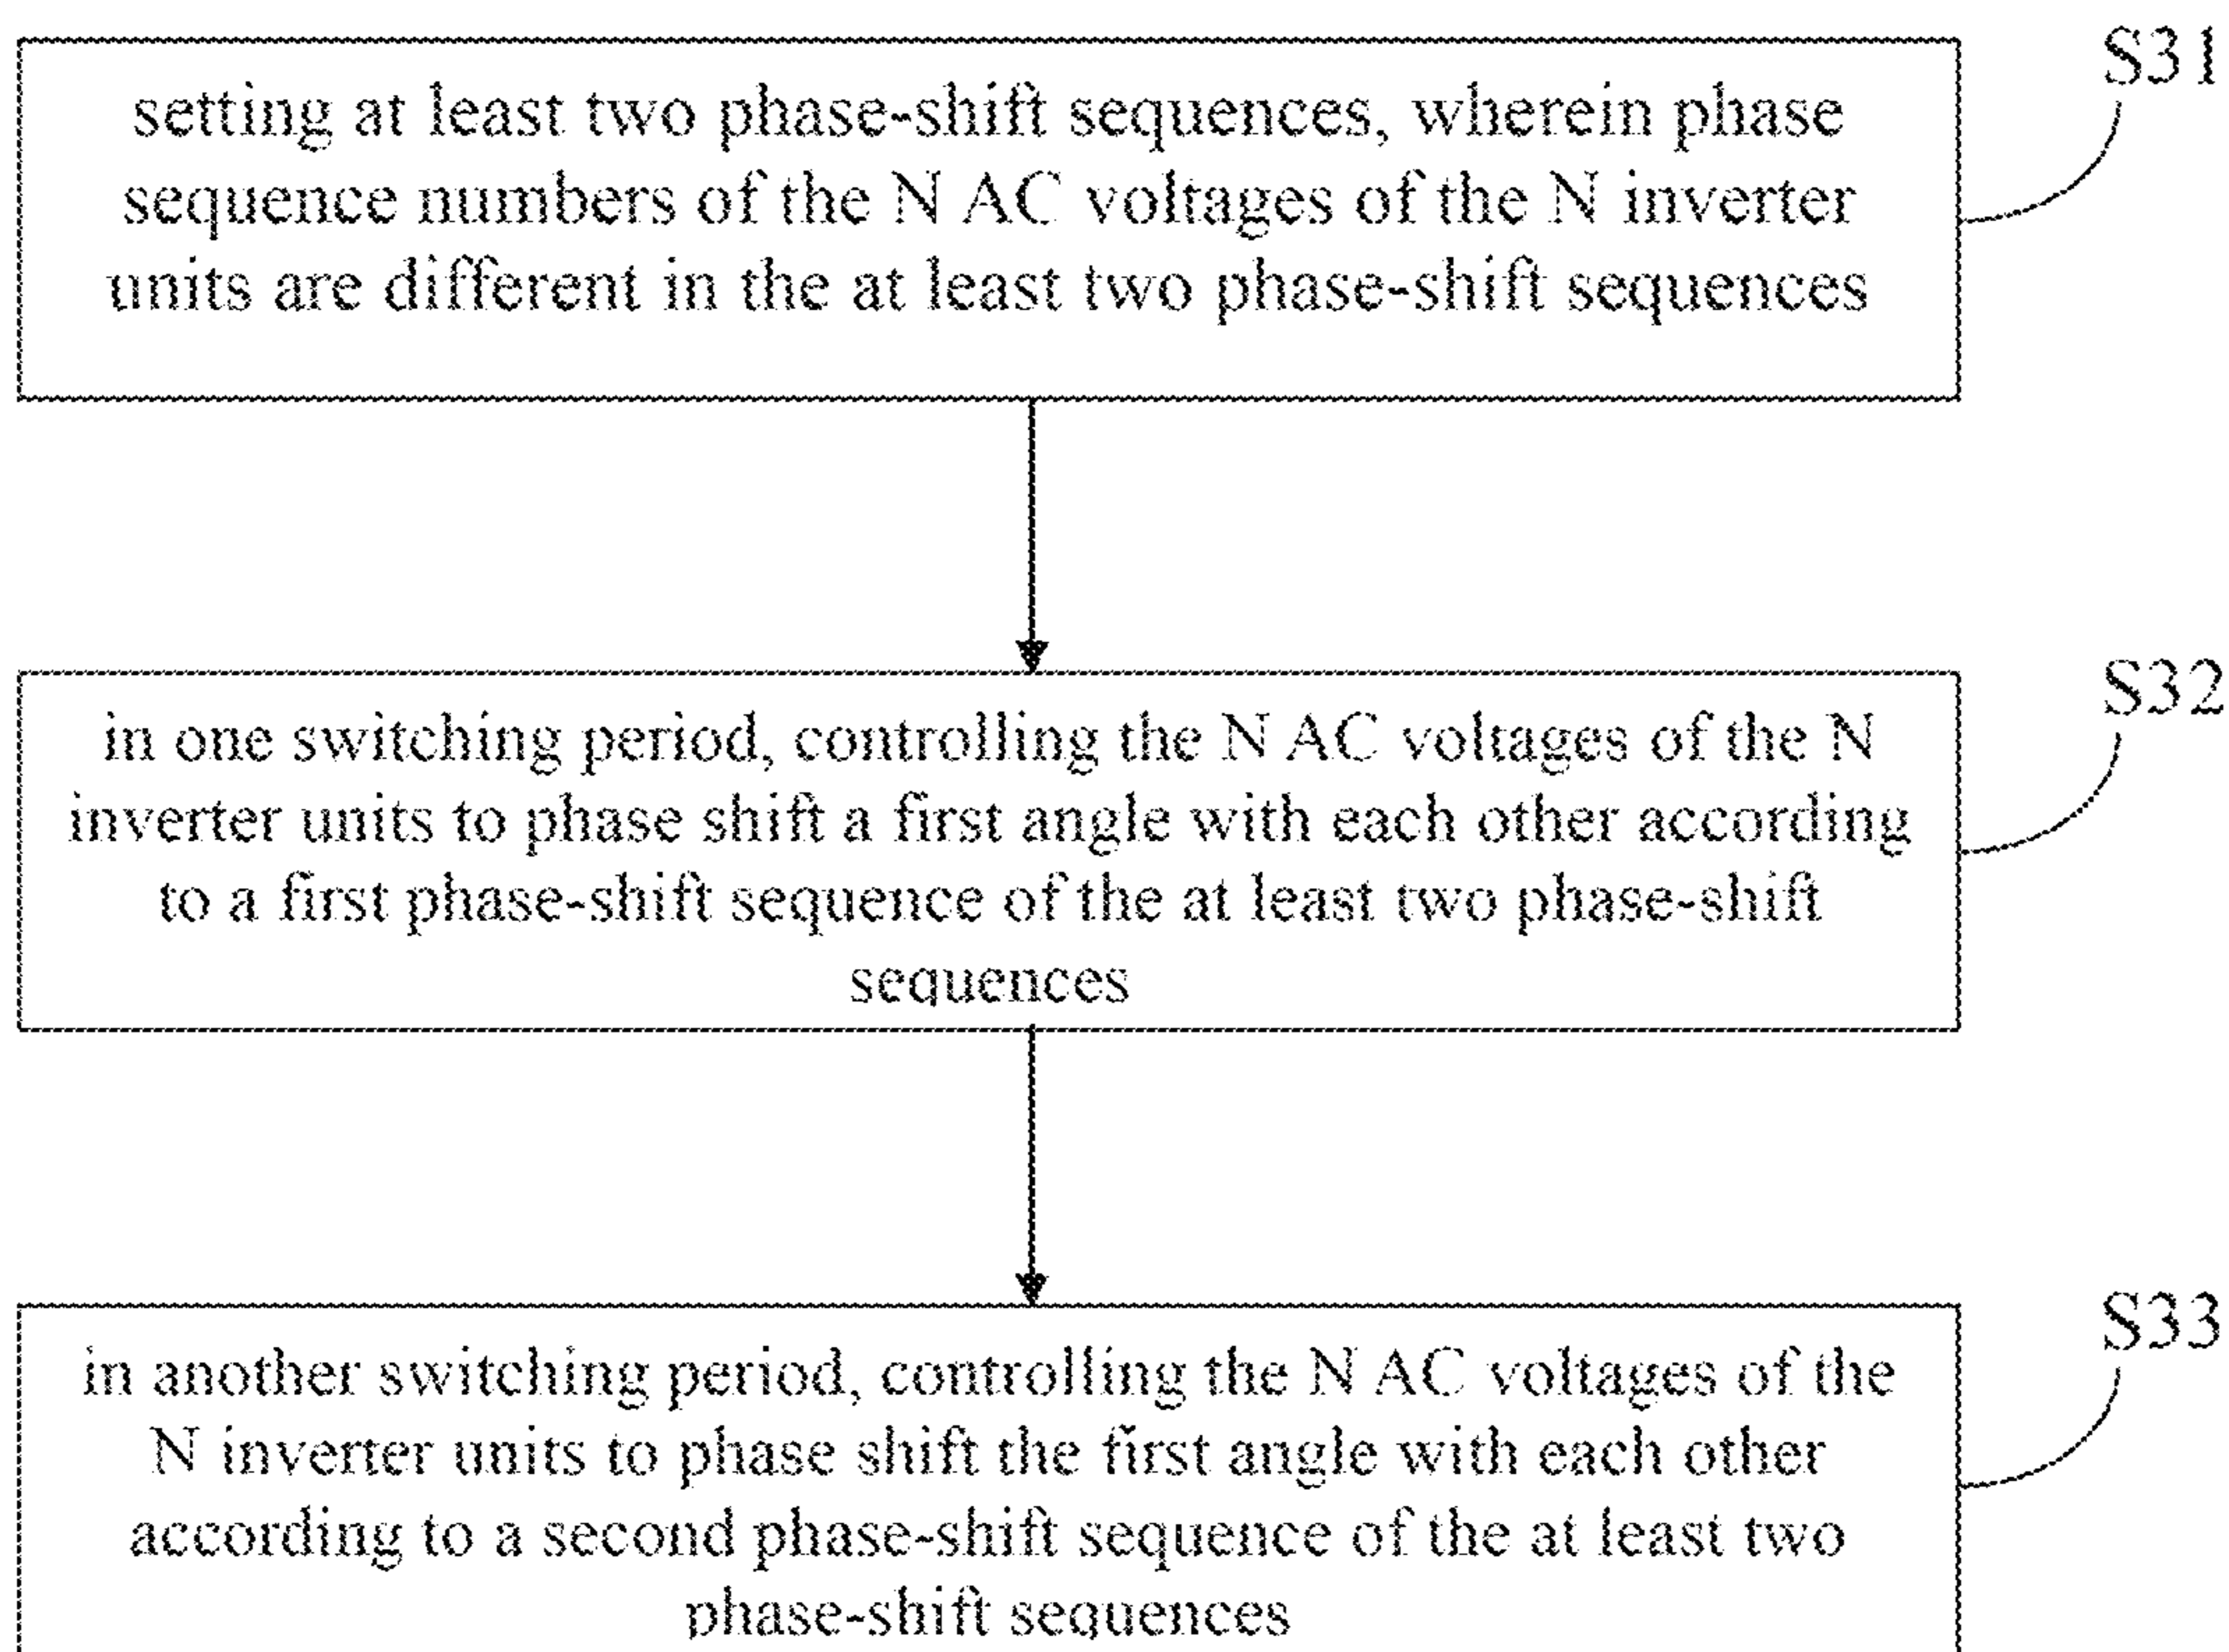 S31
setting at least two phase-shift sequences, wherein phase
sequence numbers of the N AC voltages of the N inverter
units are different in the at least two phase-shift sequences
S32
in one switching period, controlling the N AC voltages of the N
inverter units to phase shift a first angle with each other according
to a first phase-shift sequence of the at least two phase-shift
sequences
S33
in another switching period, controlling the N AC voltages of the
N inverter units to phase shift the first angle with each other
according to a second phase-shift sequence of the at least two
phase-shift sequences